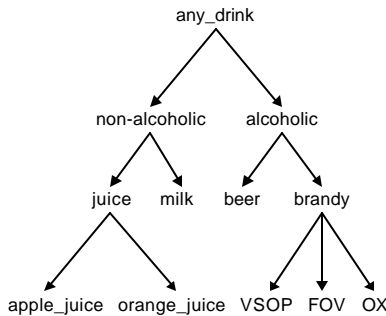 any_drink
non-alcoholic alcoholic
juice milk beer brandy
apple_juice orange_juice VSOP FOV OX